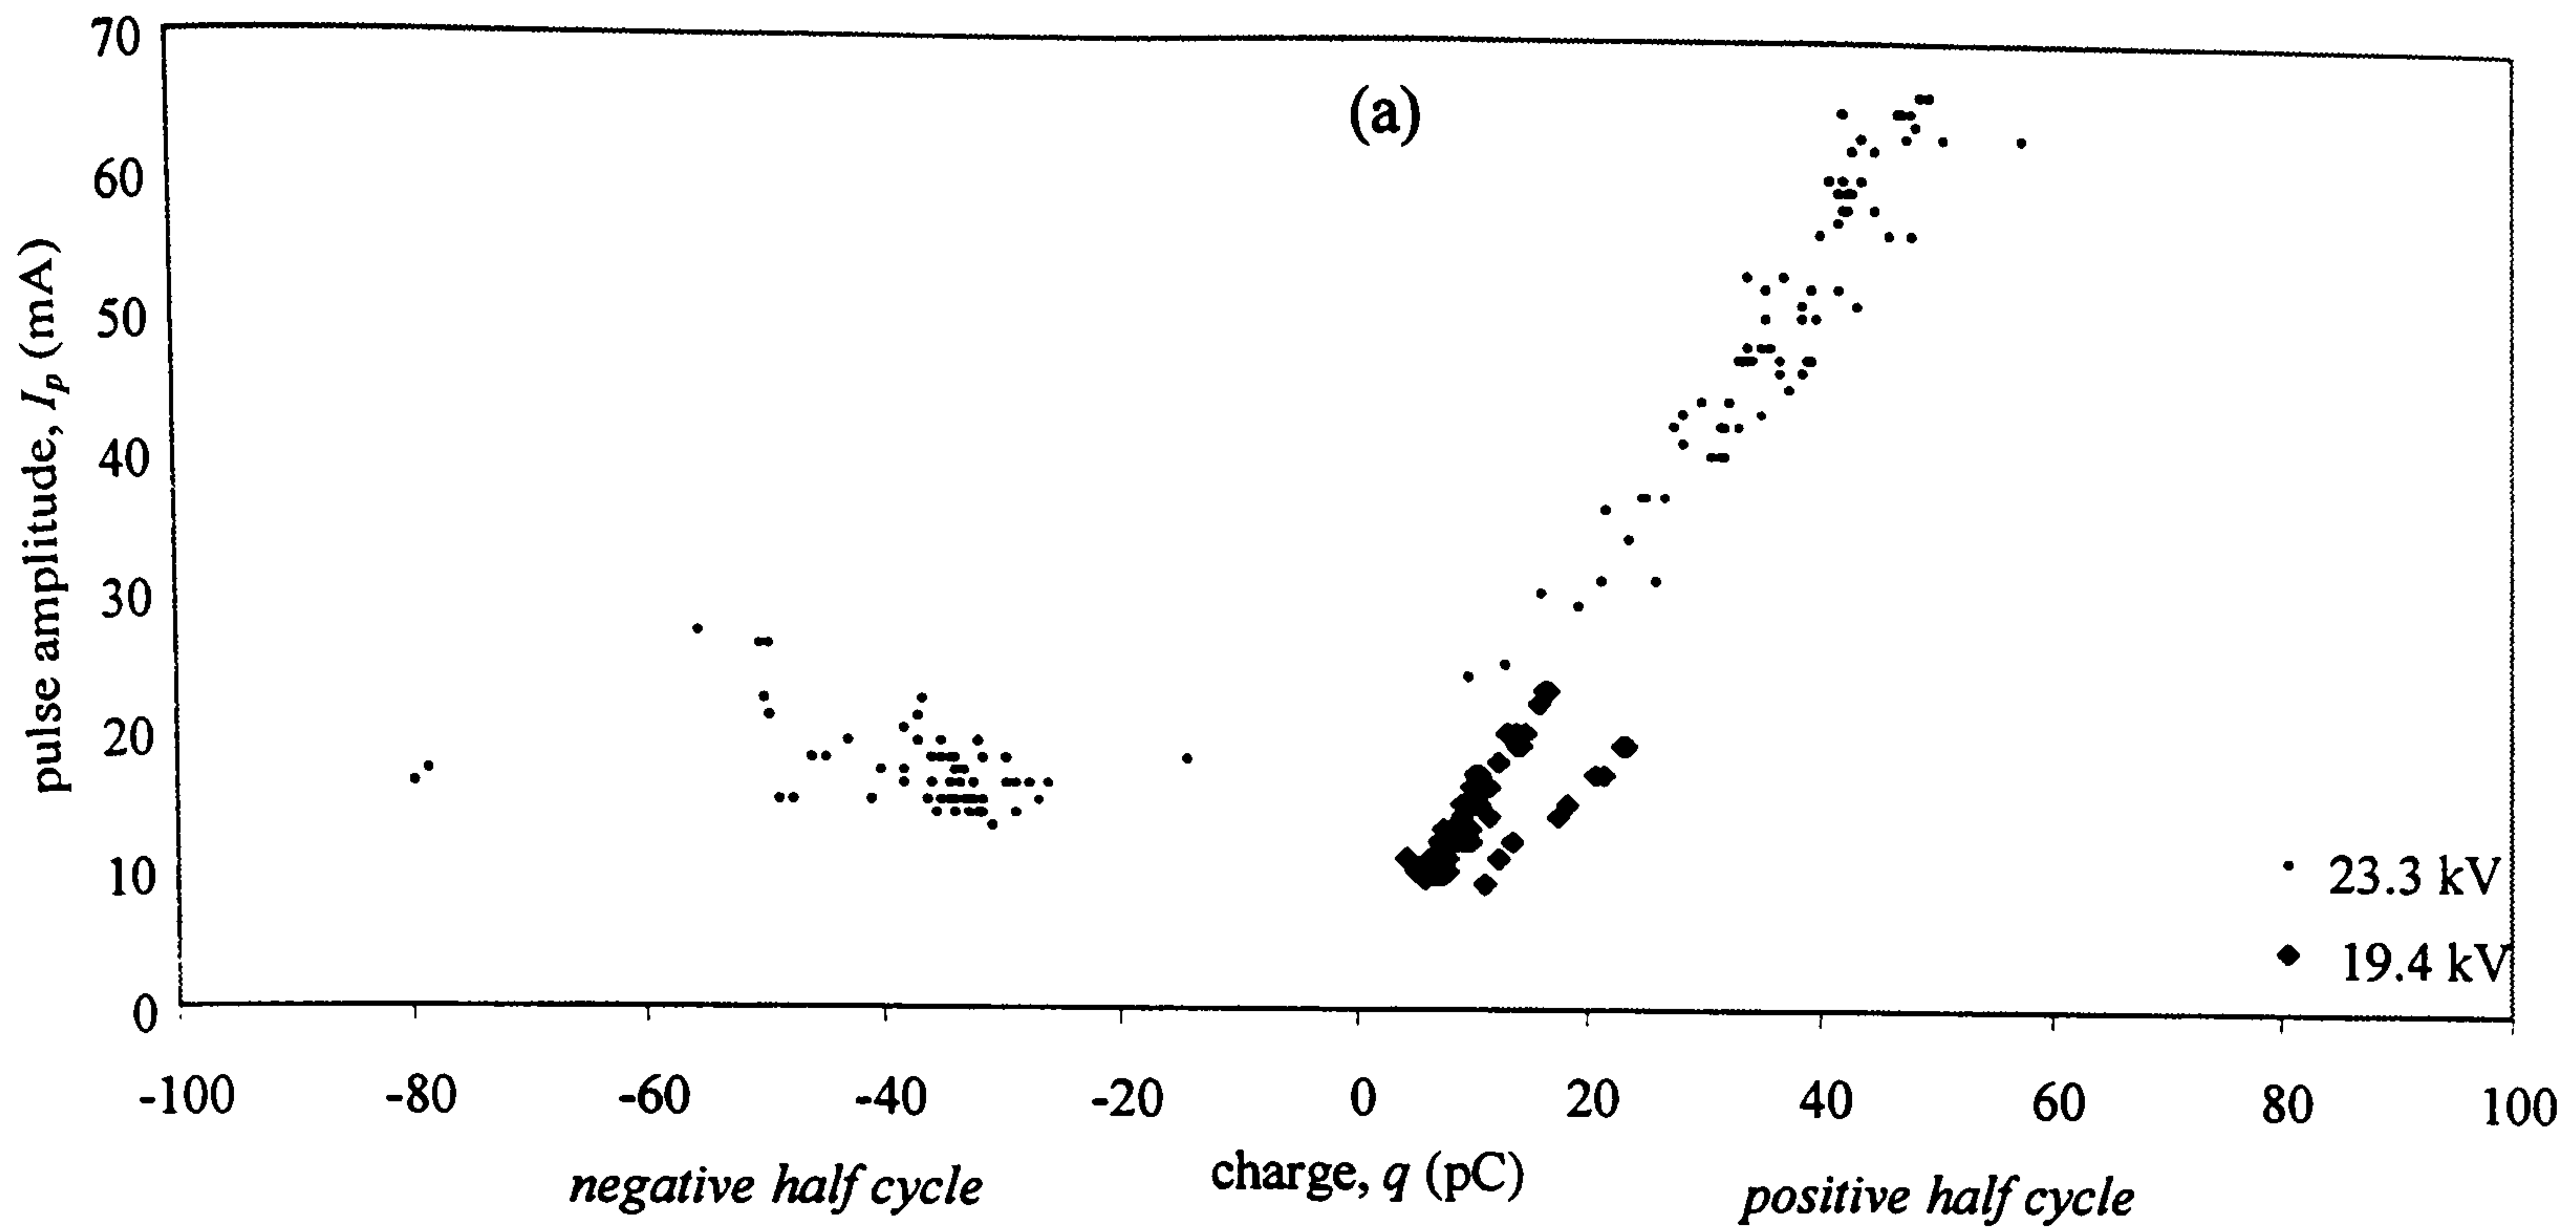 70
(a)
60
50
40
30
20
10
0
pulse amplitude, I_p (mA)
23.3 kV
19.4 kV
-100 -80 -60 -40 -20 0 20 40 60 80 100
negative half cycle charge, q (pC) positive half cycle